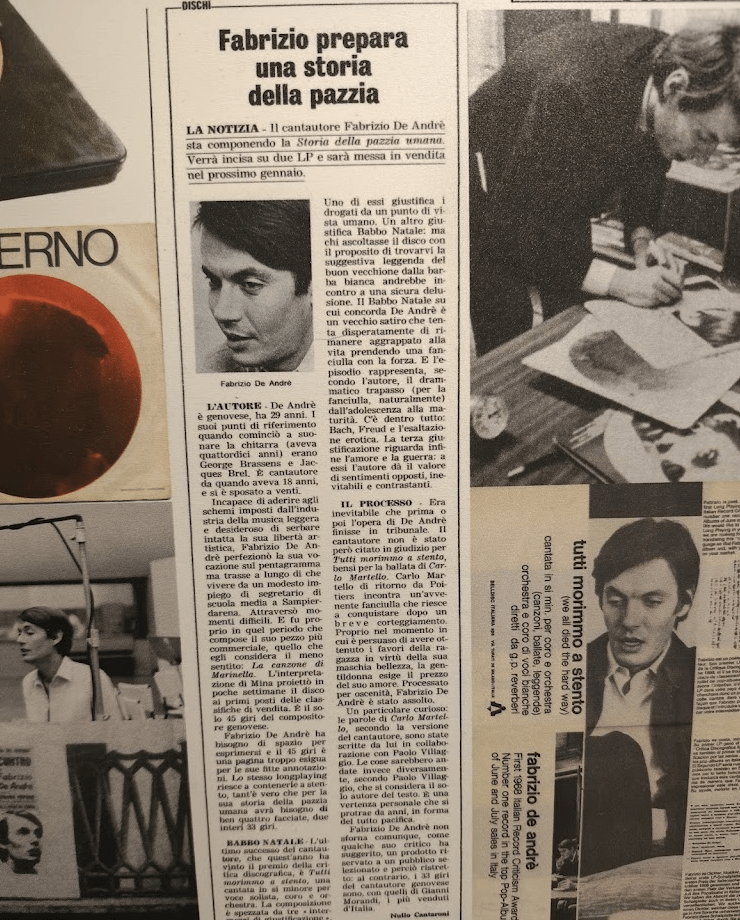 DISCHI
Fabrizio prepara
una storia
della pazzia
LA NOTIZIA - Il cantautore Fabrizio De Andrè
sta componendo la Storia della pazzia umana.
Verrà incisa su due LP e sarà messa in vendita
nel prossimo gennaio.
Fabrizio De Andrè
L'AUTORE - De Andrè
è genovese, ha 29 anni. I
suoi punti di riferimento
quando cominciò a suo-
nare la chitarra (aveva
quattordici anni) erano
George Brassens e Jac-
ques Brel. È cantautore
da quando aveva 18 anni,
e si è sposato a venti.
Incapace di aderire agli
schemi imposti dall'indu-
stria della musica leggera
e desideroso di serbare
intatta la sua libertà ar-
tistica, Fabrizio De An-
drè perfezionò la sua vo-
cazione sul pentagramma
ma trasse a lungo di che
vivere da un modesto im-
piego di segretario di
scuola media a Sampier-
darena. Attraversò mo-
menti difficili. E fu pro-
prio in quel periodo che
compose il suo pezzo più
commerciale, quello che
egli considera il meno
sentito: La canzone di
Marinella. L'interpreta-
zione di Mina proiettò in
poche settimane il disco
ai primi posti delle clas-
sifiche di vendita. È il so-
lo 45 giri del composito-
re genovese.
Fabrizio De Andrè ha
bisogno di spazio per
esprimersi e il 45 giri è
una pagina troppo esigua
per le sue fitte annotazio-
ni. Lo stesso longplaying
riesce a contenerle a sten-
to, tant'è vero che per la
sua storia della pazzia
umana avrà bisogno di
ben quattro facciate, due
interi 33 giri.
BABBO NATALE - L'ul-
timo successo del cantau-
tore, che quest'anno ha
vinto il premio della cri-
tica discografica, è Tutti
morimmo a stento, una
cantata in si minore per
voce solista, coro e or-
chestra. La composizione
è spezzata da tre « inter-
Uno di essi giustifica i
drogati da un punto di vi-
sta umano. Un altro giu-
stifica Babbo Natale: ma
chi ascoltasse il disco con
il proposito di trovarvi la
suggestiva leggenda del
buon vecchione dalla bar-
ba bianca andrebbe in-
contro a una sicura delu-
sione. Il Babbo Natale su
cui concorda De Andrè è
un vecchio satiro che ten-
ta disperatamente di ri-
manere aggrappato alla
vita prendendo una fan-
ciulla con la forza. E l'e-
pisodio rappresenta, se-
condo l'autore, il dram-
matico trapasso (per la
fanciulla, naturalmente)
dall'adolescenza alla ma-
turità. C'è dentro tutto:
Bach, Freud e l'esaltazio-
ne erotica. La terza giu-
stificazione riguarda infi-
ne l'amore e la guerra: a
essi l'autore dà il valore
di sentimenti opposti, ine-
vitabili e contrastanti.
IL PROCESSO - Era
inevitabile che prima o
poi l'opera di De Andrè
finisse in tribunale. Il
cantautore non è stato
però citato in giudizio per
Tutti morimmo a stento,
bensì per la ballata di Car-
lo Martello. Carlo Mar-
tello di ritorno da Poi-
tiers incontra un'avve-
nente fanciulla che riesce
a conquistare dopo un
breve corteggiamento.
Proprio nel momento in
cui è persuaso di avere ot-
tenuto i favori della ra-
gazza in virtù della sua
maschia bellezza, la gen-
tildonna esige il prezzo
del suo amore. Processato
per oscenità, Fabrizio De
Andrè è stato assolto.
Un particolare curioso:
le parole di Carlo Martel-
lo, secondo la versione
del cantautore, sono state
scritte da lui in collabo-
razione con Paolo Villag-
gio. Le cose sarebbero an-
date invece diversamen-
te, secondo Paolo Villag-
gio, che si considera il so-
lo autore del testo. È una
vertenza personale che si
protrae da anni, in forma
del tutto pacifica.
Fabrizio De Andrè non
sforna comunque, come
qualche suo critico ha
suggerito, un prodotto ri-
servato a un pubblico se-
lezionato e perciò ristret-
to: al contrario, i 33 giri
del cantautore genovese
sono, con quelli di Gianni
Morandi, i più venduti
d'Italia.
Nullo Cantaroni
ERNO
tutti morimmo a stento
(we all died the hard way)
cantata in si min. per coro e orchestra
(canzoni, ballate, leggende)
orchestra e coro di voci bianche
diretti da g.p. reverberi
fabrizio de andrè
First 1968 Italian Record Criticism Award
Number one record in the top Pop-Album
of June and July sales in Italy